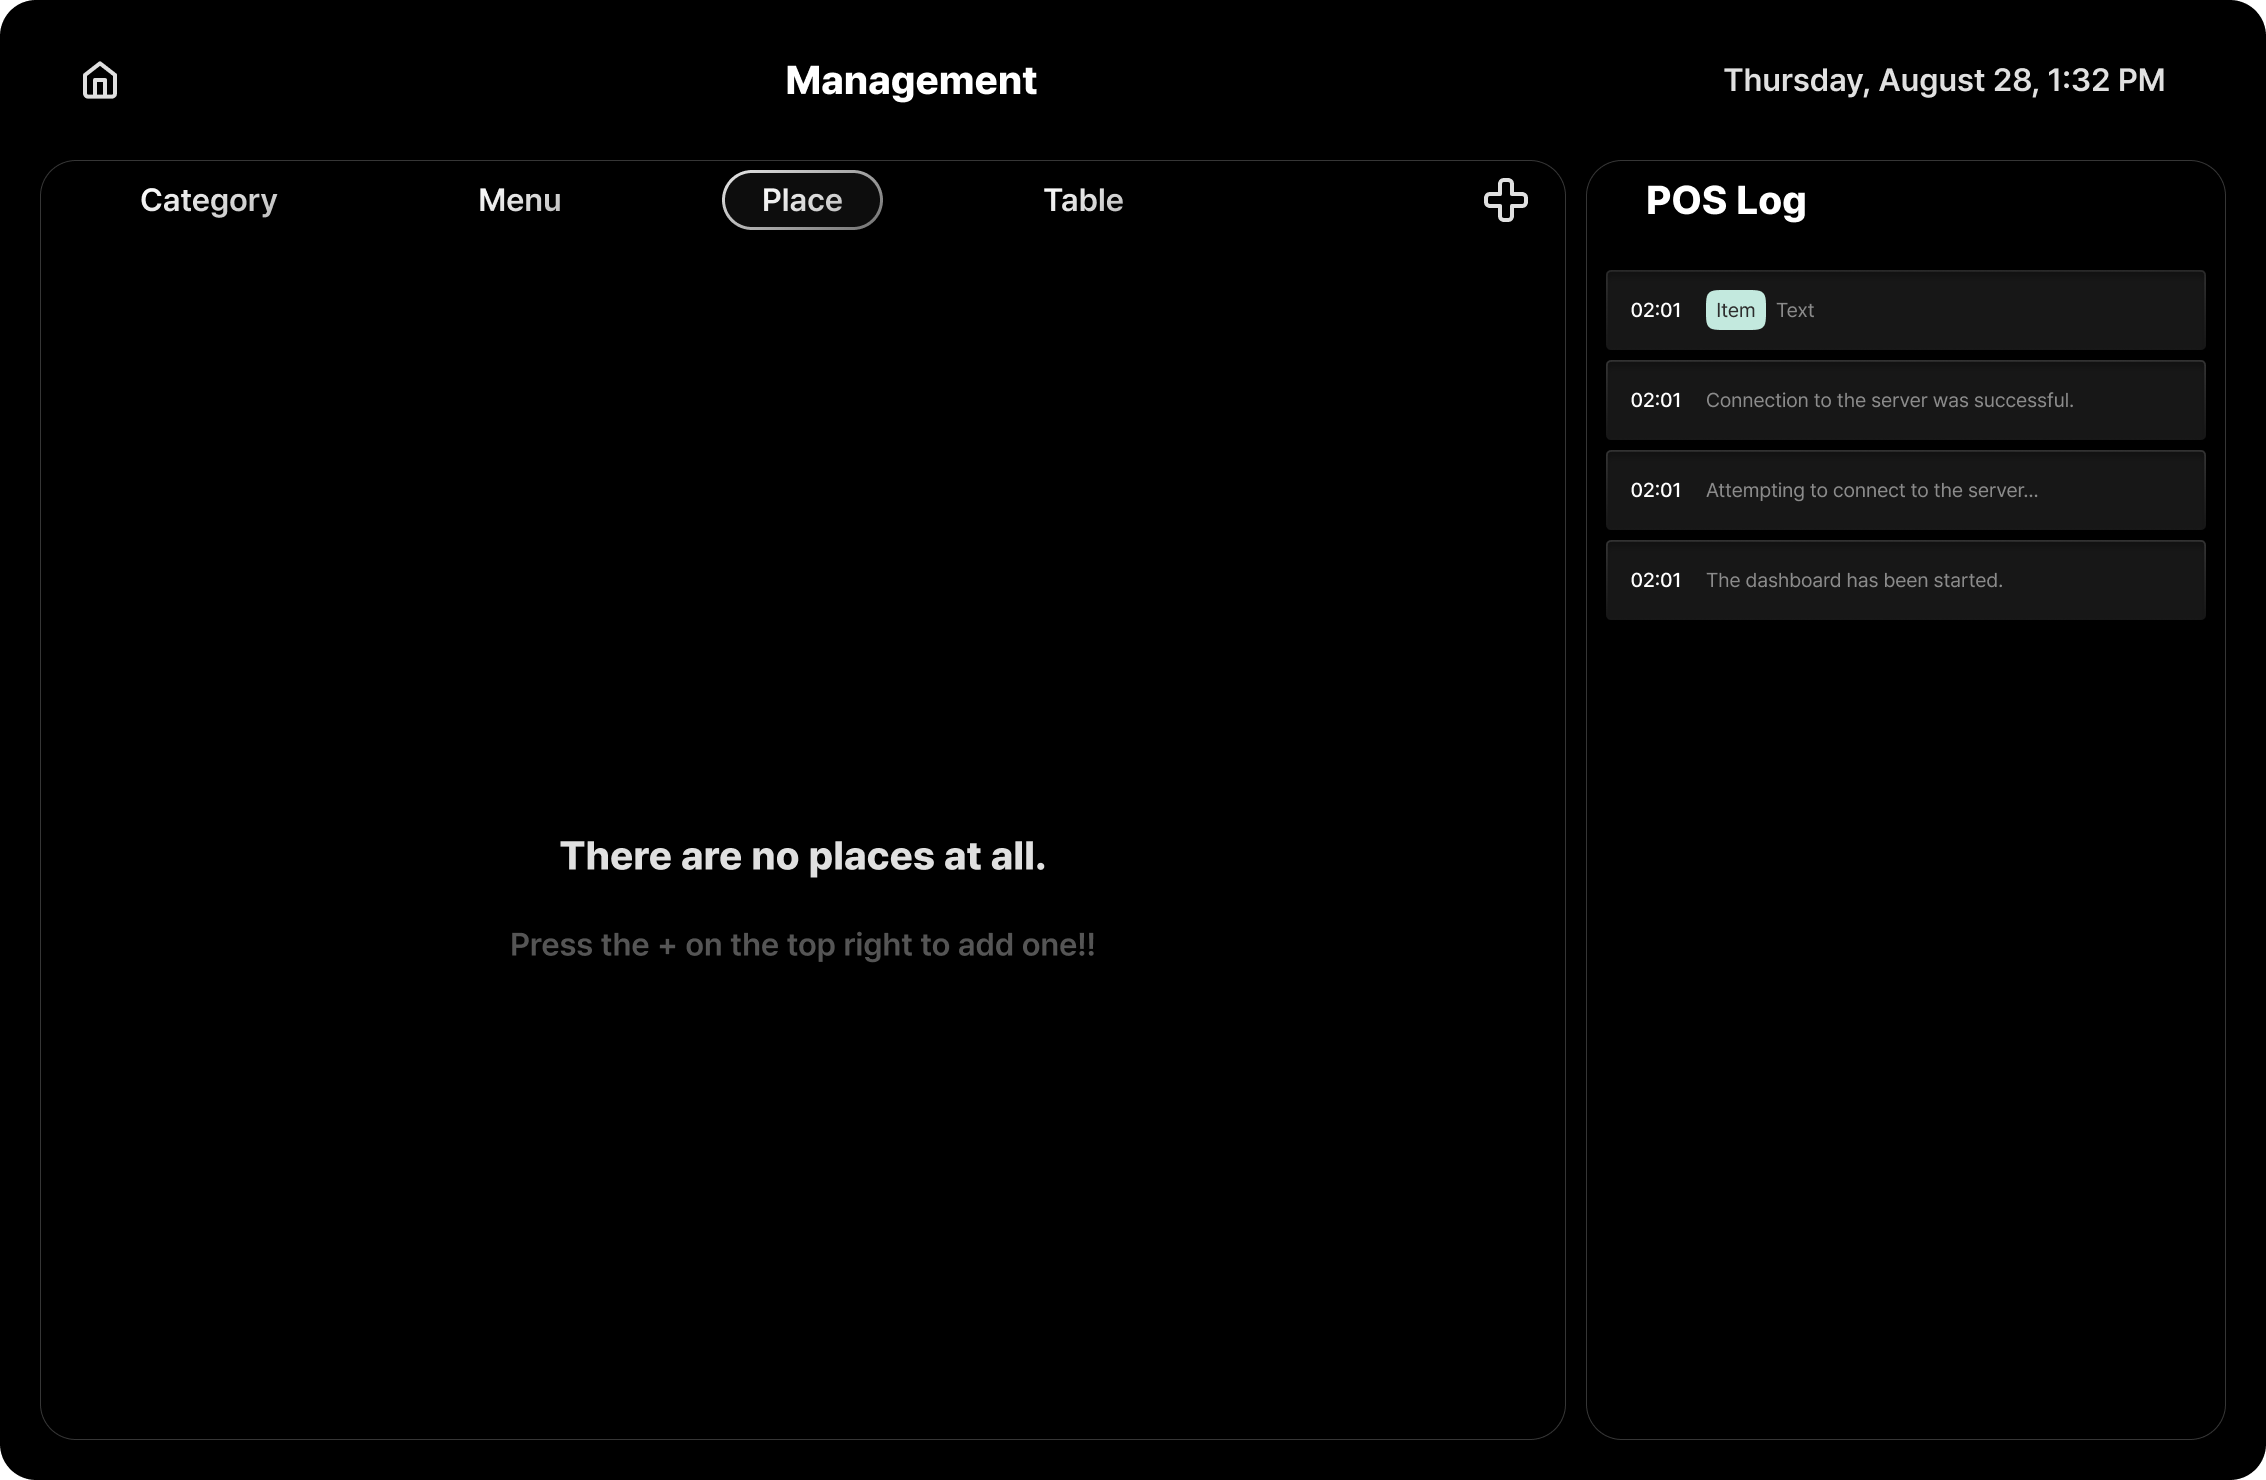 Management
Thursday, August 28, 1:32 PM
Category
Menu
Place
Table
There are no places at all.
Press the + on the top right to add one!!
POS Log
02:01 Item Text
02:01 Connection to the server was successful.
02:01 Attempting to connect to the server...
02:01 The dashboard has been started.